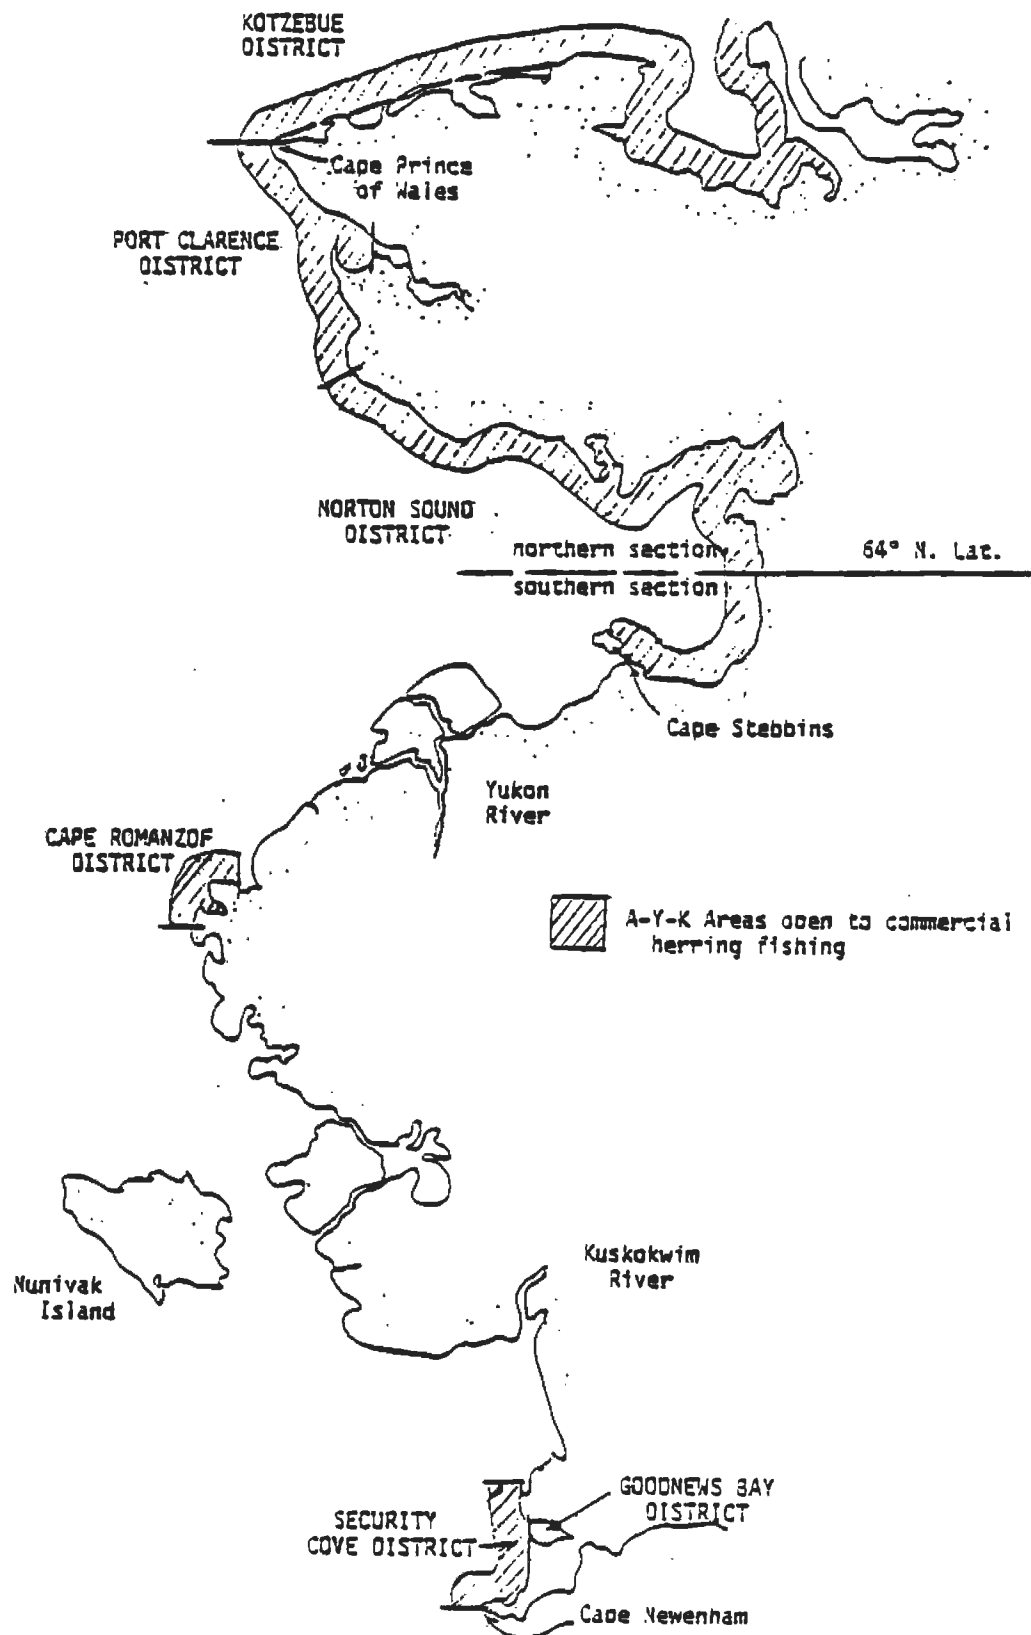 KOTZEBUE
DISTRICT
Cape Prince
of Wales
PORT CLARENCE
DISTRICT
NORTON SOUND
DISTRICT
northern section
64° N. Lat.
southern section
Cape Stebbins
Yukon
River
CAPE ROMANZOF
DISTRICT
A-Y-K Areas open to commercial
herring fishing
Kuskokwim
River
Nunivak
Island
GOODNEWS BAY
DISTRICT
SECURITY
COVE DISTRICT
Cape Newenham